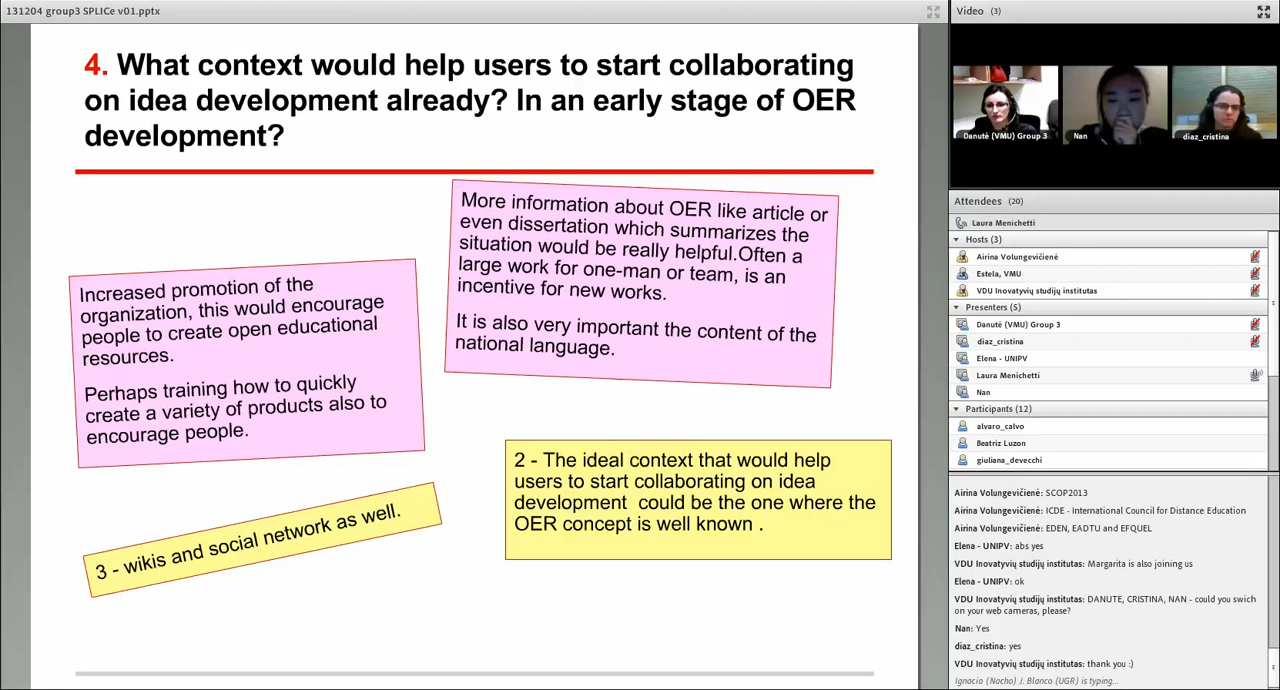 131204 group3 SPLICe v01.pptx
4. What context would help users to start collaborating
on idea development already? In an early stage of OER
development?
More information about OER like article or
even dissertation which summarizes the
situation would be really helpful.Often a
large work for one-man or team, is an
incentive for new works.
It is also very important the content of the
national language.
Increased promotion of the
organization, this would encourage
people to create open educational
resources.
Perhaps training how to quickly
create a variety of products also to
encourage people.
2 - The ideal context that would help
users to start collaborating on idea
development could be the one where the
OER concept is well known .
3 - wikis and social network as well.
Video (3)
Danutė (VMU) Group 3
Nan
diaz_cristina
Attendees (20)
Laura Menichetti
Hosts (3)
Airina Volungevičienė
Estela, VMU
VDU Inovatyvių studijų institutas
Presenters (5)
Danutė (VMU) Group 3
diaz_cristina
Elena - UNIPV
Laura Menichetti
Nan
Participants (12)
alvaro_calvo
Beatriz Luzon
giuliana_devecchi
Airina Volungevičienė: SCOP2013
Airina Volungevičienė: ICDE - International Council for Distance Education
Airina Volungevičienė: EDEN, EADTU and EFQUEL
Elena - UNIPV: abs yes
VDU Inovatyvių studijų institutas: Margarita is also joining us
Elena - UNIPV: ok
VDU Inovatyvių studijų institutas: DANUTE, CRISTINA, NAN - could you swich
on your web cameras, please?
Nan: Yes
diaz_cristina: yes
VDU Inovatyvių studijų institutas: thank you :)
Ignacio (Nacho) J. Blanco (UGR) is typing...